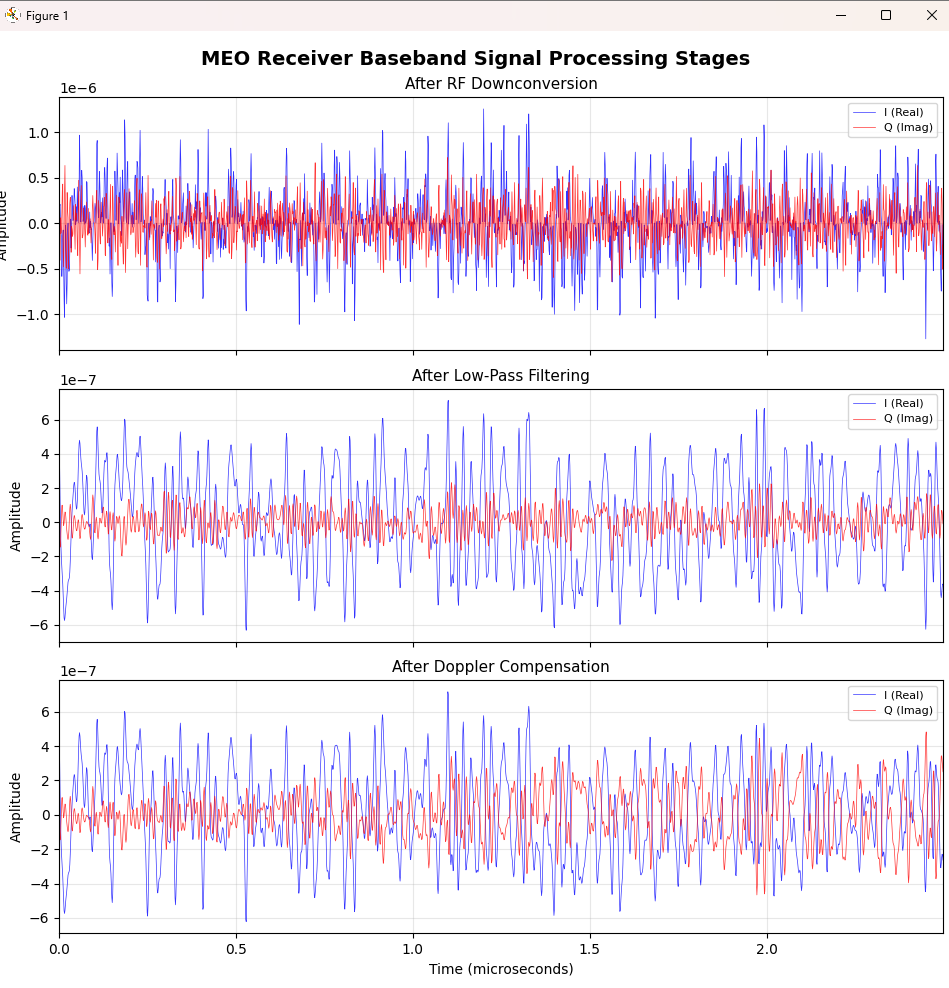 Figure 1
MEO Receiver Baseband Signal Processing Stages
After RF Downconversion
1e−6
I (Real)
Q (Imag)
1.0
0.5
0.0
−0.5
−1.0
Amplitude
After Low-Pass Filtering
1e−7
I (Real)
Q (Imag)
6
4
2
0
−2
−4
−6
Amplitude
After Doppler Compensation
1e−7
I (Real)
Q (Imag)
6
4
2
0
−2
−4
−6
Amplitude
0.0 0.5 1.0 1.5 2.0
Time (microseconds)